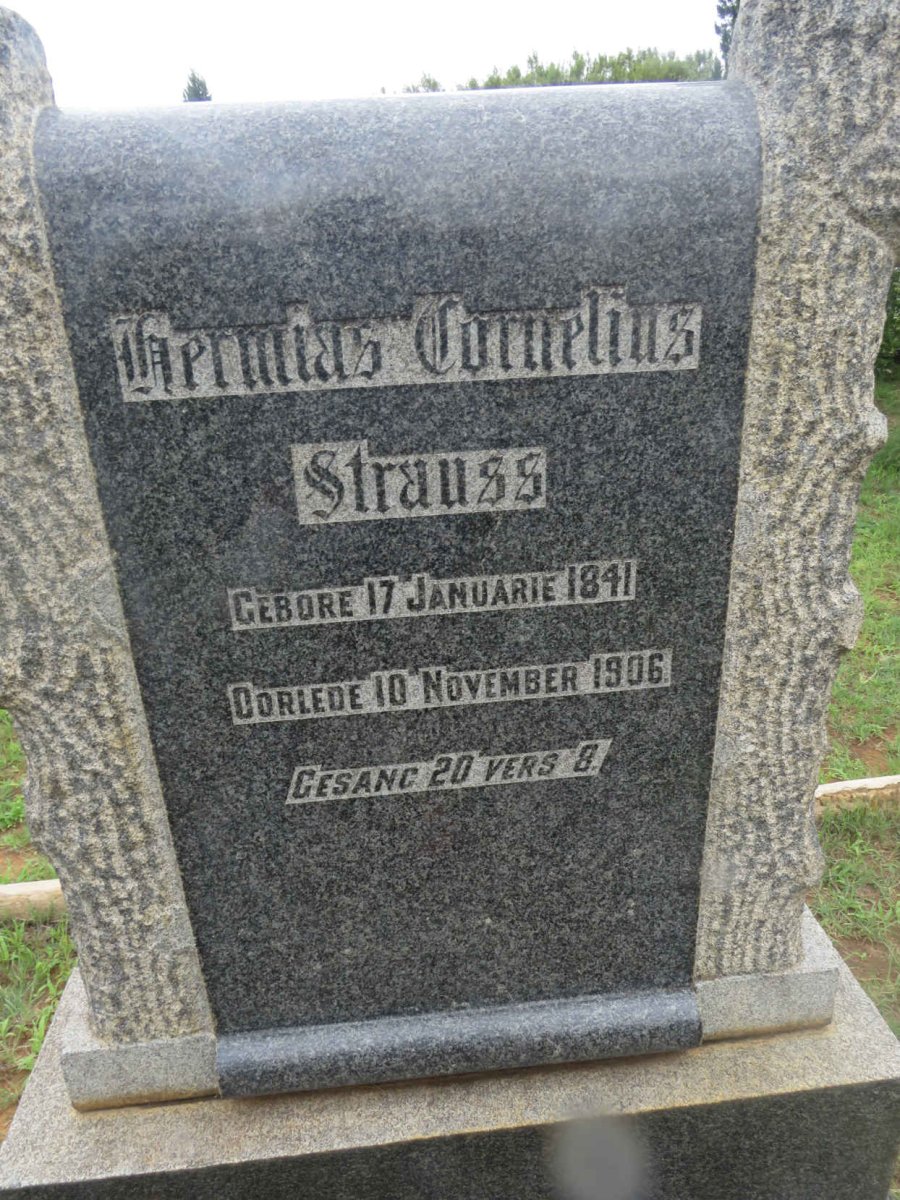 Hermias Cornelius
Strauss
GEBORE 17 JANUARIE 1841
OORLEDE 10 NOVEMBER 1906
GESANG 20 VERS 8